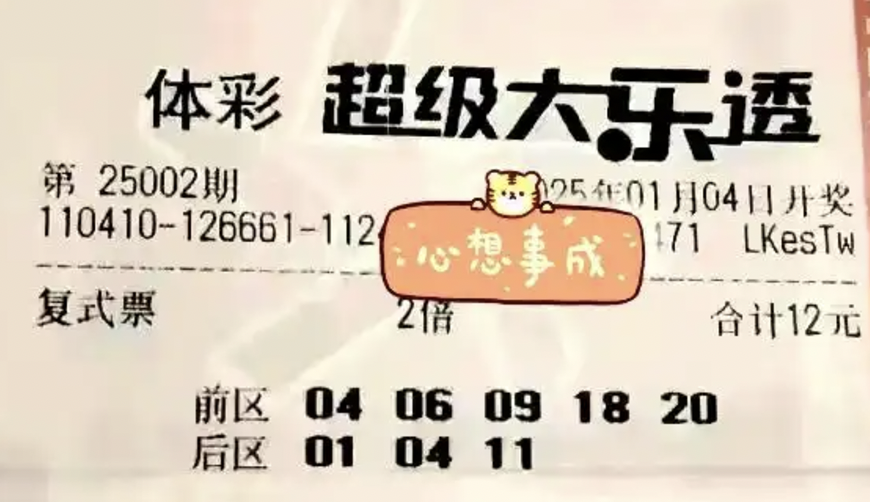 体彩 超级大乐透
第 25002期 025年01月04日开奖
110410-126661-112 471 LKesTw
心想事成
复式票 2倍 合计12元
前区 04 06 09 18 20
后区 01 04 11